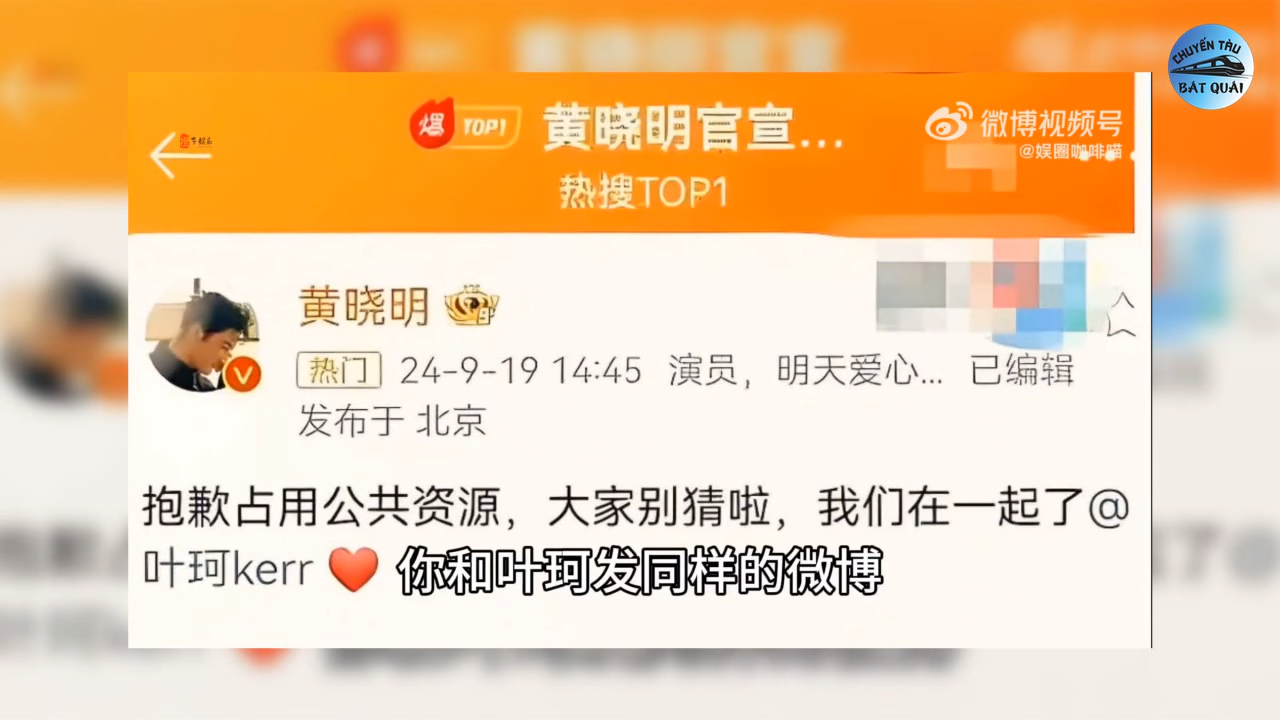 CHUYẾN TÀU
BÁT QUÁI
爆 TOP1 黄晓明官宣...
热搜TOP1
微博视频号
@娱圈咖啡喵
黄晓明
热门 24-9-19 14:45 演员，明天爱心... 已编辑
发布于 北京
抱歉占用公共资源，大家别猜啦，我们在一起了@
叶珂kerr ❤️
你和叶珂发同样的微博